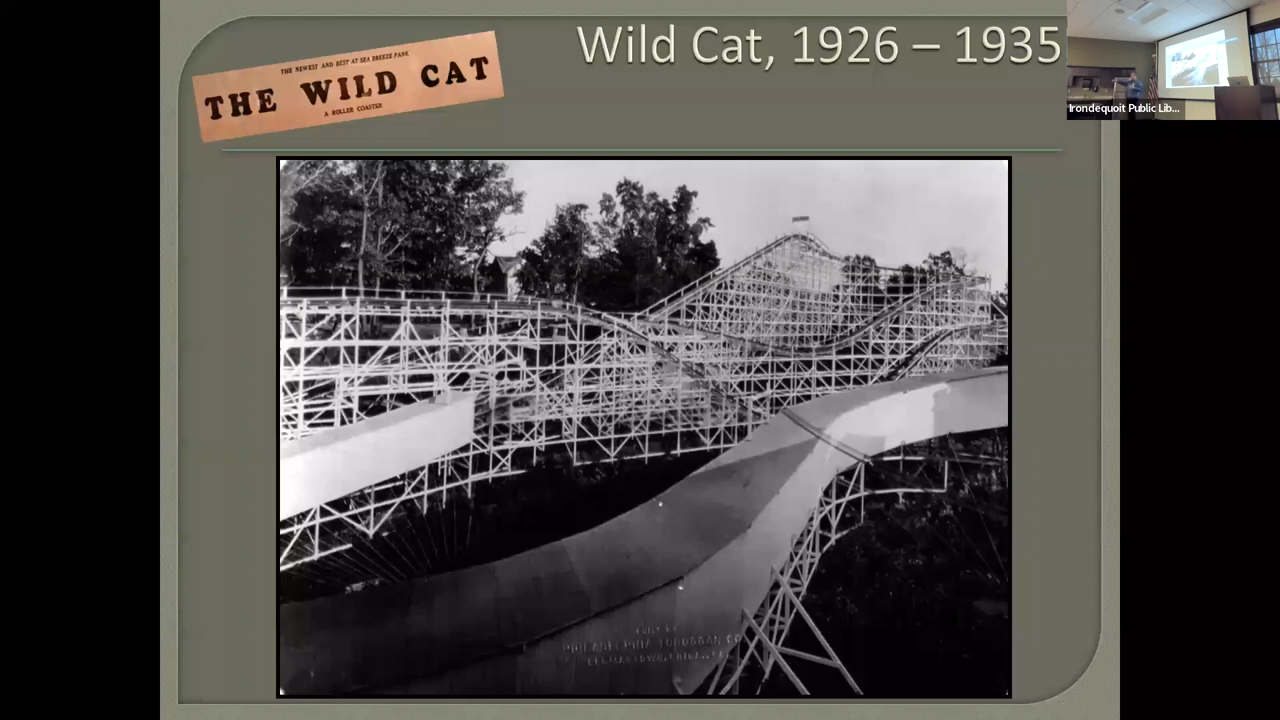 Wild Cat, 1926 – 1935
THE NEWEST AND BEST AT SEA BREEZE PARK
THE WILD CAT
A ROLLER COASTER
Irondequoit Public Lib...
PHILADELPHIA TOBOGGAN CO